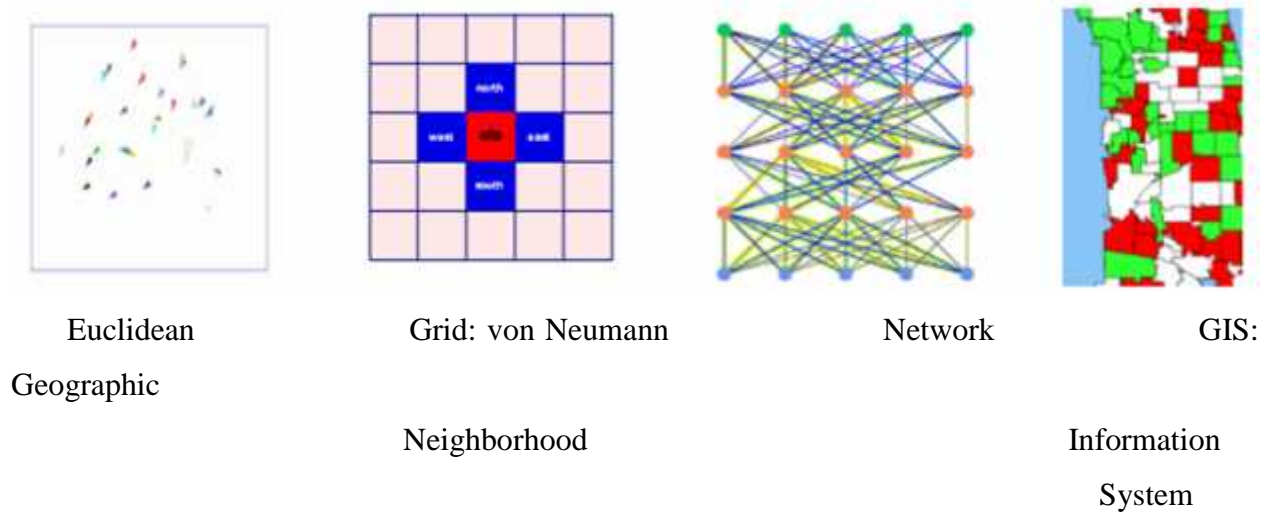 north
west
east
south
Euclidean Grid: von Neumann Network GIS:
Geographic
Neighborhood Information
System